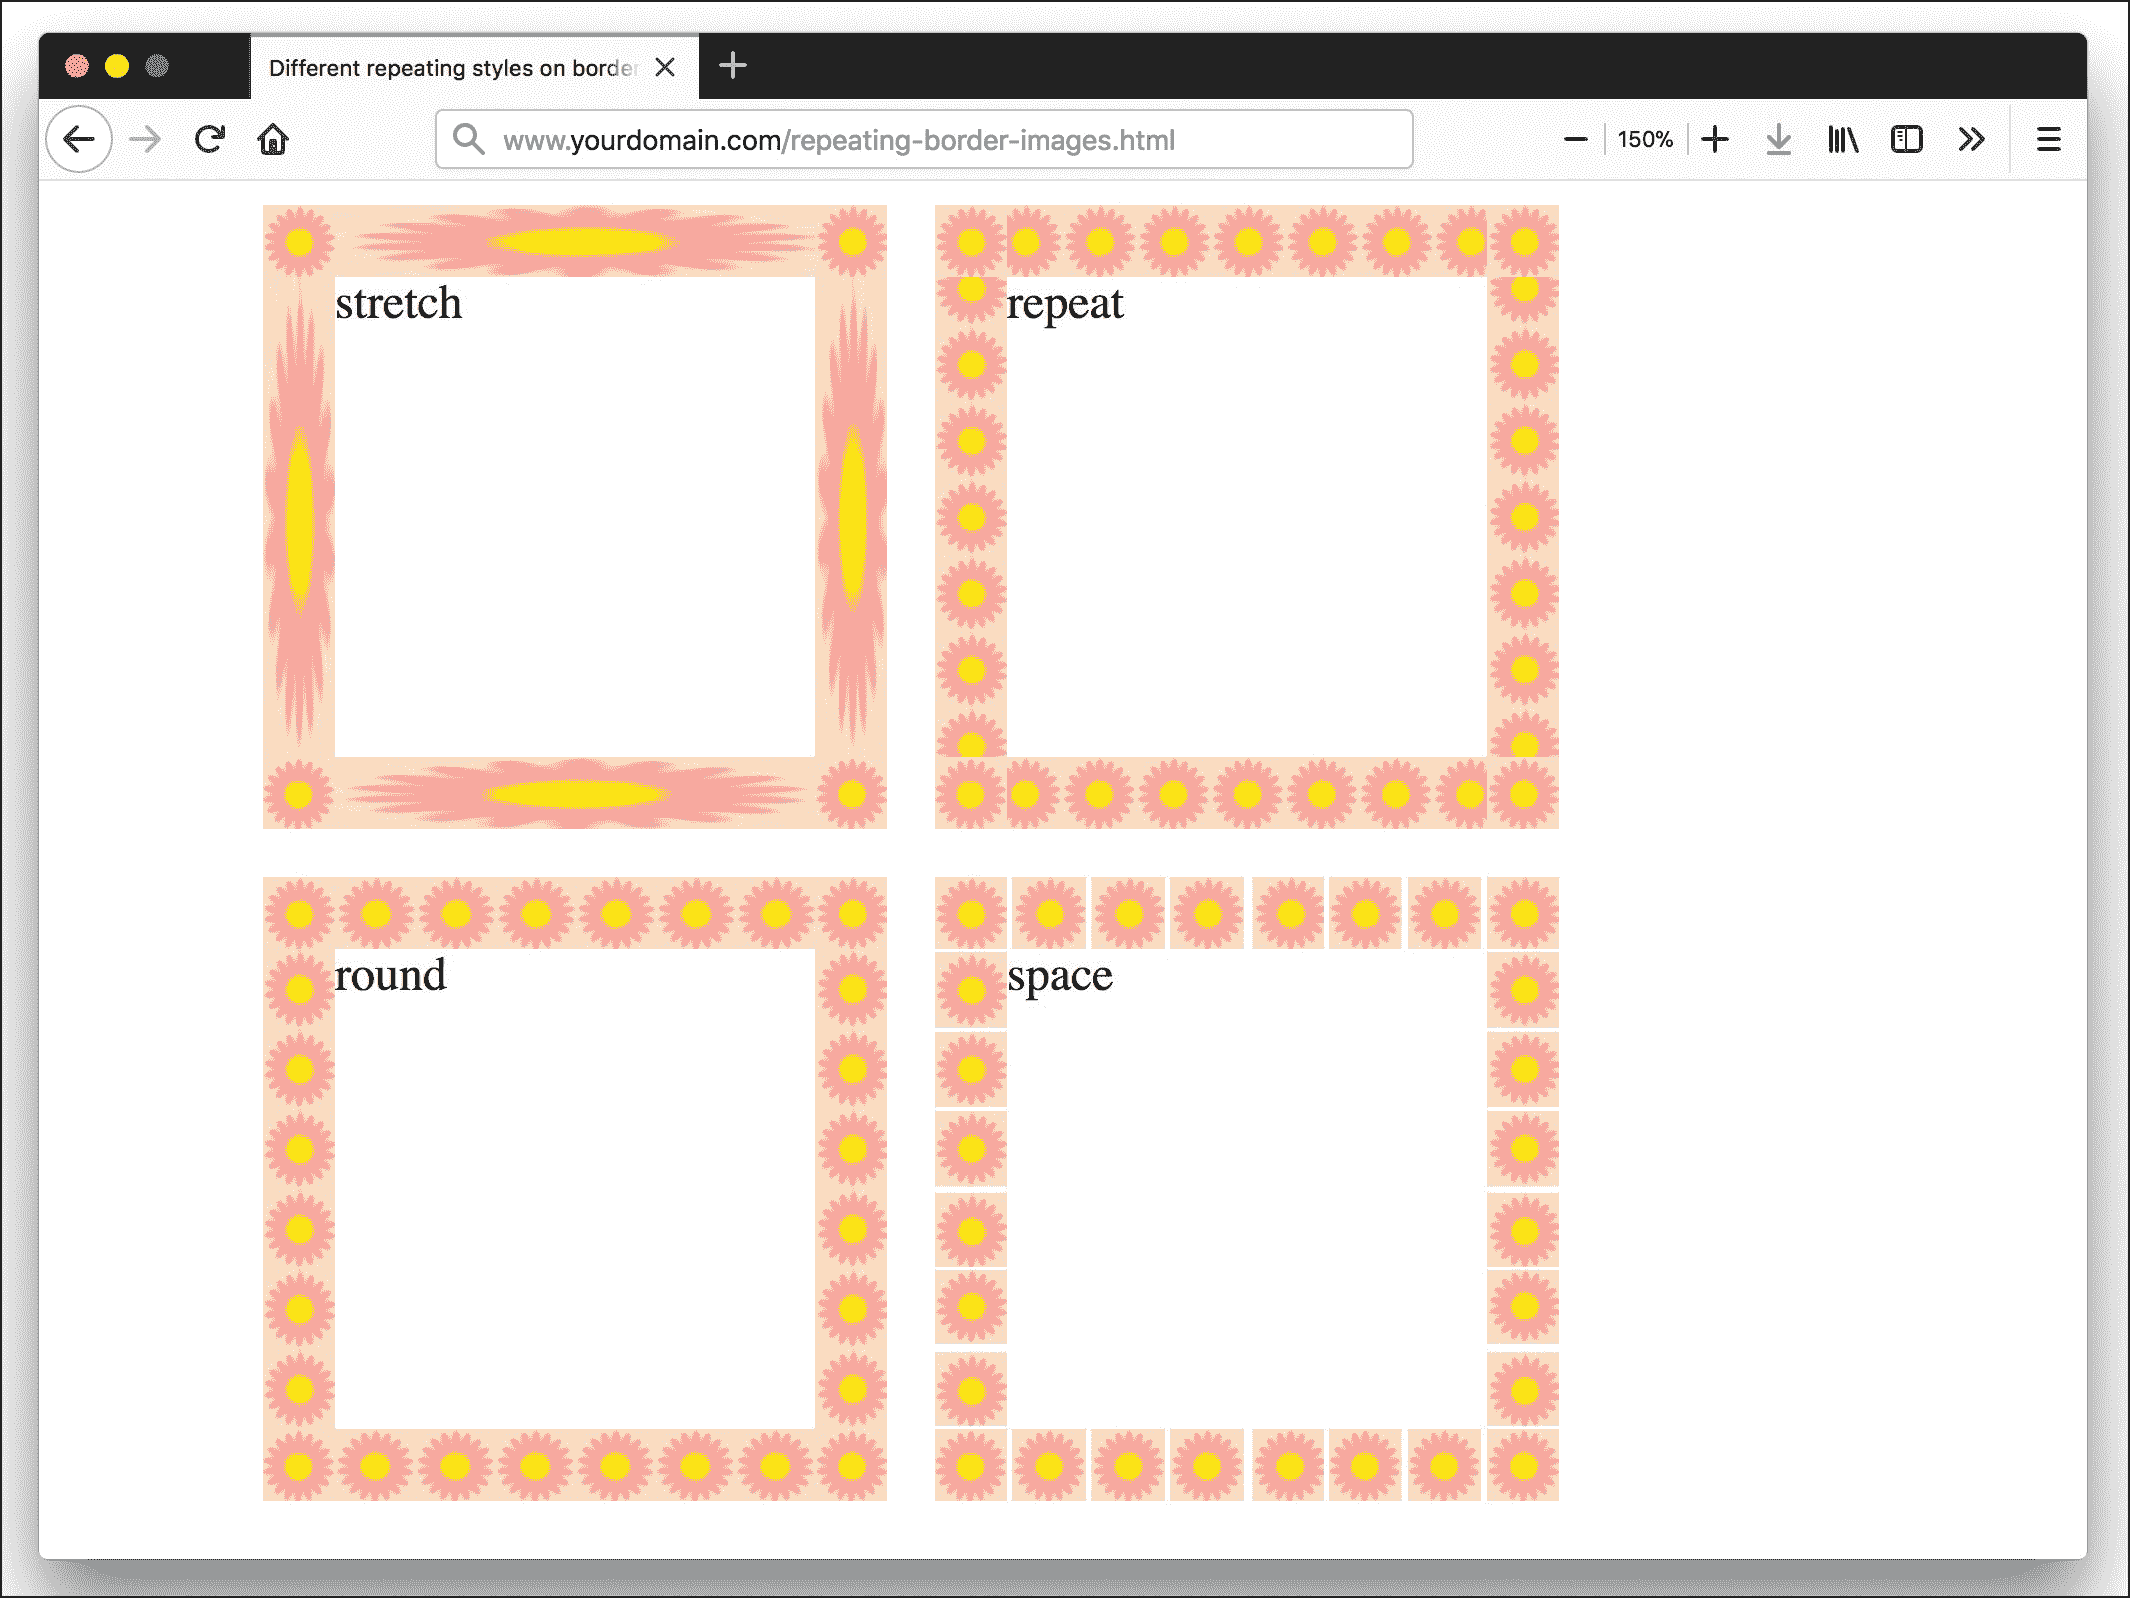 Different repeating styles on border
www.yourdomain.com/repeating-border-images.html
150%
stretch
repeat
round
space